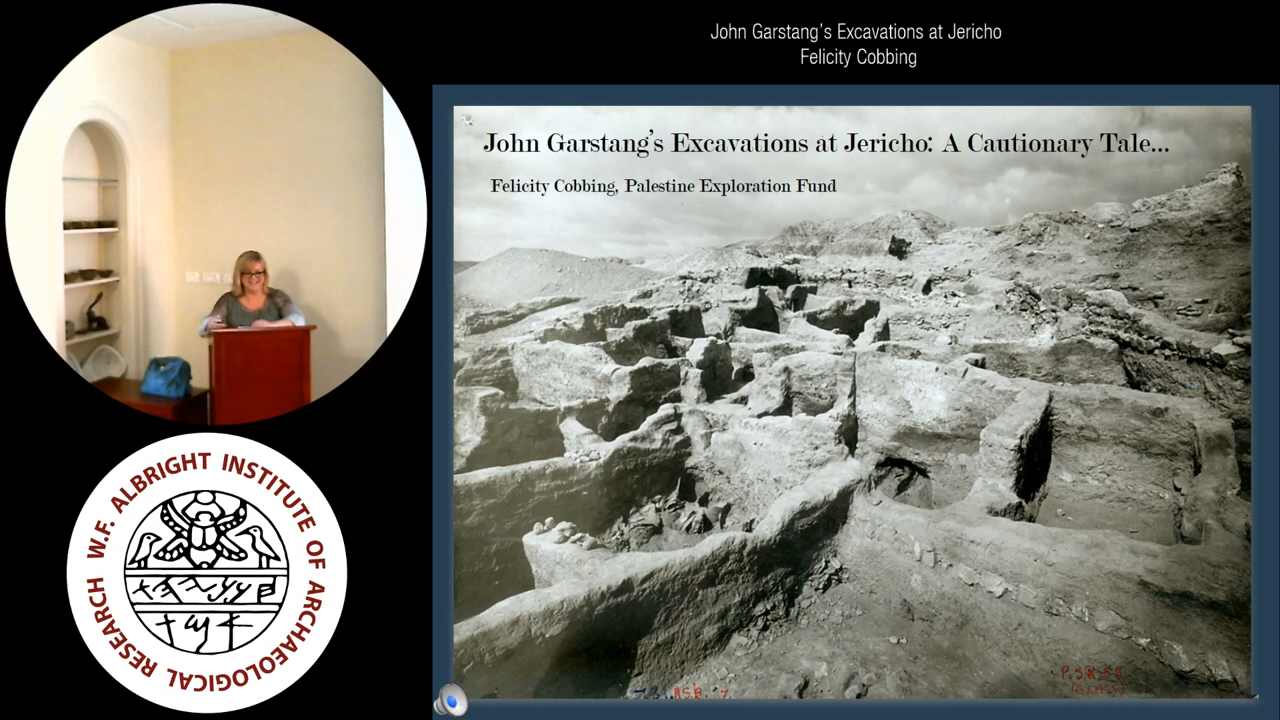 John Garstang's Excavations at Jericho
Felicity Cobbing
John Garstang's Excavations at Jericho: A Cautionary Tale...
Felicity Cobbing, Palestine Exploration Fund
W.F. ALBRIGHT INSTITUTE OF ARCHAEOLOGICAL RESEARCH